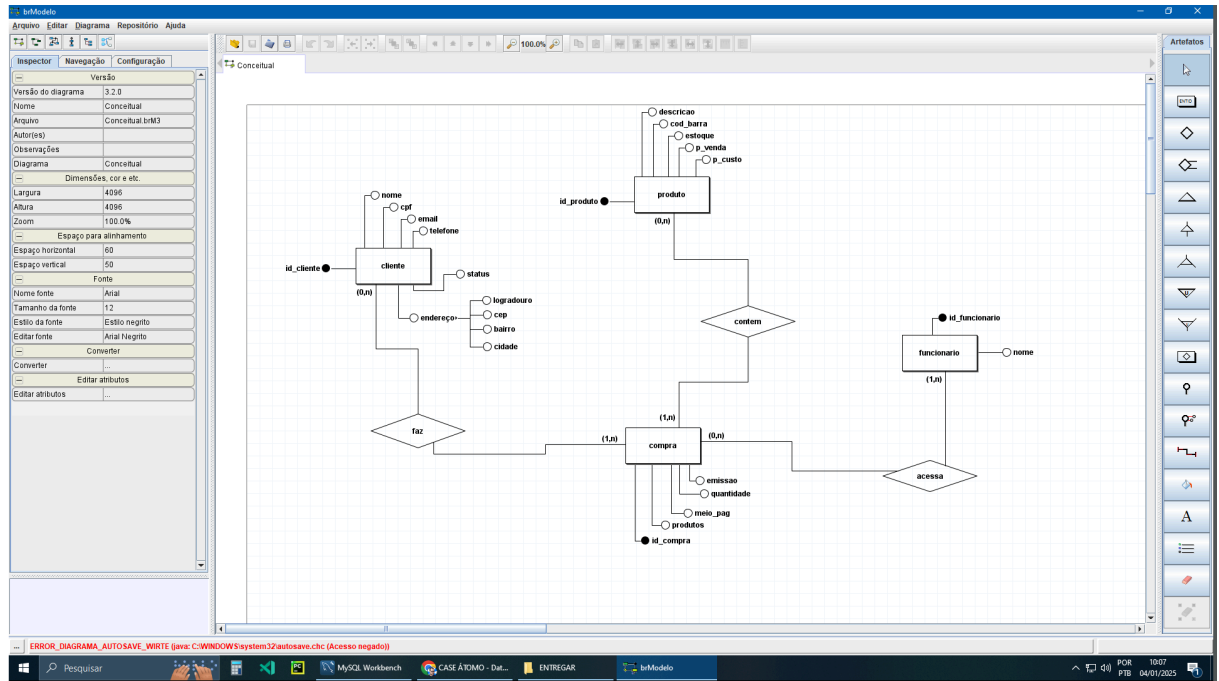 brModelo
Arquivo Editar Diagrama Repositório Ajuda
100.0%
Artefatos
Inspector Navegação Configuração
Conceitual
Versão
Versão do diagrama 3.2.0
Nome Conceitual
Arquivo Conceitual.brM3
Autor(es)
Observações
Diagrama Conceitual
Dimensões, cor e etc.
Largura 4096
Altura 4096
Zoom 100.0%
Espaço para alinhamento
Espaço horizontal 60
Espaço vertical 50
Fonte
Nome fonte Arial
Tamanho da fonte 12
Estilo da fonte Estilo negrito
Editar fonte Arial Negrito
Converter
Converter ...
Editar atributos
Editar atributos ...
descricao
cod_barra
estoque
p_venda
p_custo
id_produto
produto
(0,n)
nome
cpf
email
telefone
id_cliente
cliente
status
(0,n)
endereço
logradouro
cep
bairro
cidade
contem
id_funcionario
funcionario
nome
(1,n)
faz
(1,n)
(1,n)
compra
(0,n)
acessa
emissao
quantidade
meio_pag
produtos
id_compra
A
... ERROR_DIAGRAMA_AUTOSAVE_WIRTE (java: C:\WINDOWS\system32\autosave.chc (Acesso negado))
Pesquisar
MySQL Workbench
CASE ÁTOMO - Dat...
ENTREGAR
brModelo
POR
PTB
10:07
04/01/2025